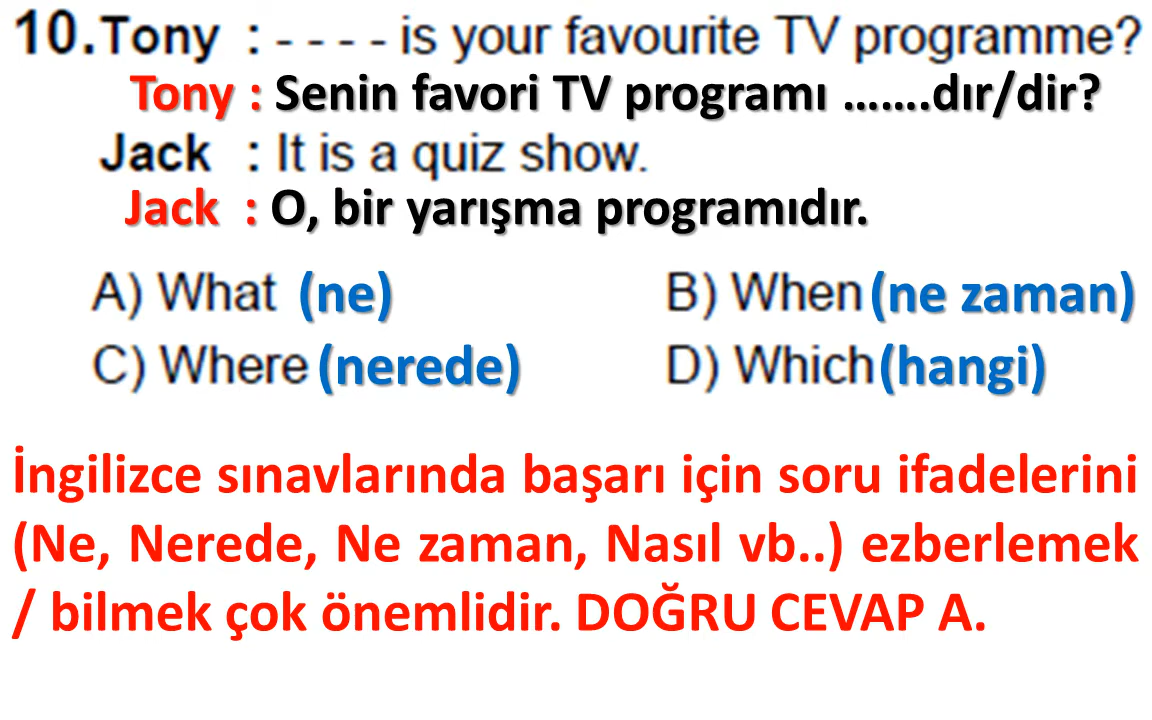 10.Tony : - - - - is your favourite TV programme?
Tony : Senin favori TV programı …….dır/dir?
Jack : It is a quiz show.
Jack : O, bir yarışma programıdır.
A) What (ne) B) When (ne zaman)
C) Where (nerede) D) Which (hangi)
İngilizce sınavlarında başarı için soru ifadelerini
(Ne, Nerede, Ne zaman, Nasıl vb..) ezberlemek
/ bilmek çok önemlidir. DOĞRU CEVAP A.